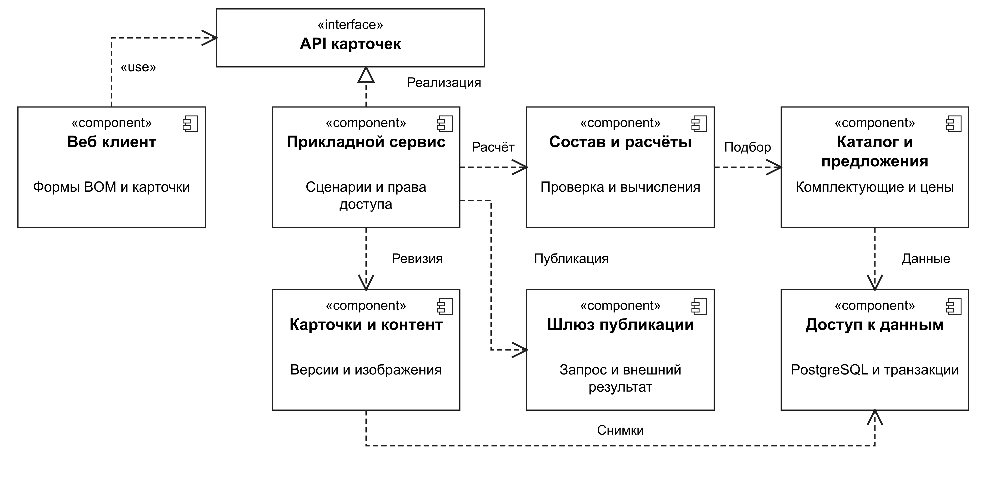 «interface»
API карточек
«use»
Реализация
«component»
Веб клиент
Формы BOM и карточки
«component»
Прикладной сервис
Сценарии и права
доступа
Расчёт
«component»
Состав и расчёты
Проверка и вычисления
Подбор
«component»
Каталог и
предложения
Комплектующие и цены
Ревизия
Публикация
Данные
«component»
Карточки и контент
Версии и изображения
«component»
Шлюз публикации
Запрос и внешний
результат
«component»
Доступ к данным
PostgreSQL и транзакции
Снимки